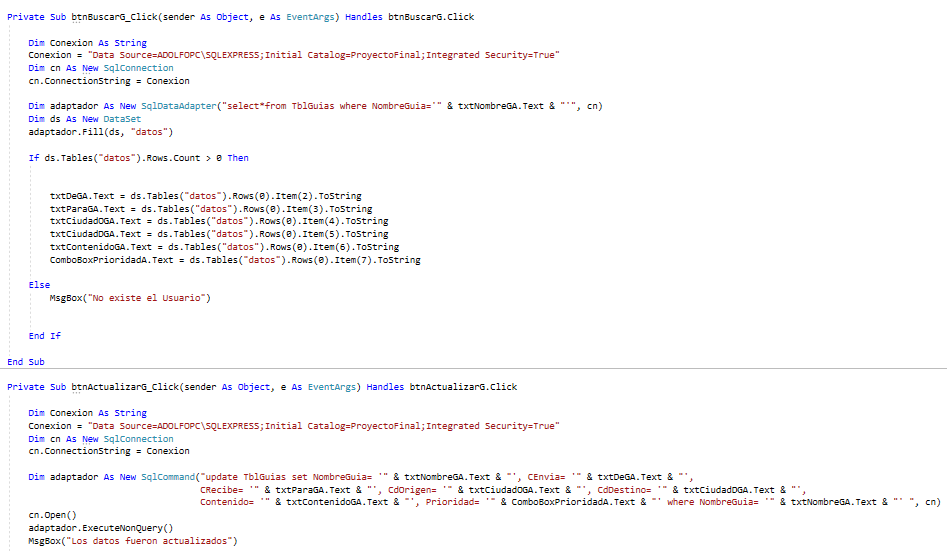 Private Sub btnBuscarG_Click(sender As Object, e As EventArgs) Handles btnBuscarG.Click
Dim Conexion As String
Conexion = "Data Source=ADOLFOPC\SQLEXPRESS;Initial Catalog=ProyectoFinal;Integrated Security=True"
Dim cn As New SqlConnection
cn.ConnectionString = Conexion
Dim adaptador As New SqlDataAdapter("select*from TblGuias where NombreGuia='" & txtNombreGA.Text & "'", cn)
Dim ds As New DataSet
adaptador.Fill(ds, "datos")
If ds.Tables("datos").Rows.Count > 0 Then
txtDeGA.Text = ds.Tables("datos").Rows(0).Item(2).ToString
txtParaGA.Text = ds.Tables("datos").Rows(0).Item(3).ToString
txtCiudadOGA.Text = ds.Tables("datos").Rows(0).Item(4).ToString
txtCiudadDGA.Text = ds.Tables("datos").Rows(0).Item(5).ToString
txtContenidoGA.Text = ds.Tables("datos").Rows(0).Item(6).ToString
ComboBoxPrioridadA.Text = ds.Tables("datos").Rows(0).Item(7).ToString
Else
MsgBox("No existe el Usuario")
End If
End Sub
Private Sub btnActualizarG_Click(sender As Object, e As EventArgs) Handles btnActualizarG.Click
Dim Conexion As String
Conexion = "Data Source=ADOLFOPC\SQLEXPRESS;Initial Catalog=ProyectoFinal;Integrated Security=True"
Dim cn As New SqlConnection
cn.ConnectionString = Conexion
Dim adaptador As New SqlCommand("update TblGuias set NombreGuia= '" & txtNombreGA.Text & "', CEnvia= '" & txtDeGA.Text & "',
CRecibe= '" & txtParaGA.Text & "', CdOrigen= '" & txtCiudadOGA.Text & "', CdDestino= '" & txtCiudadDGA.Text & "',
Contenido= '" & txtContenidoGA.Text & "', Prioridad= '" & ComboBoxPrioridadA.Text & "' where NombreGuia= '" & txtNombreGA.Text & "' ", cn)
cn.Open()
adaptador.ExecuteNonQuery()
MsgBox("Los datos fueron actualizados")